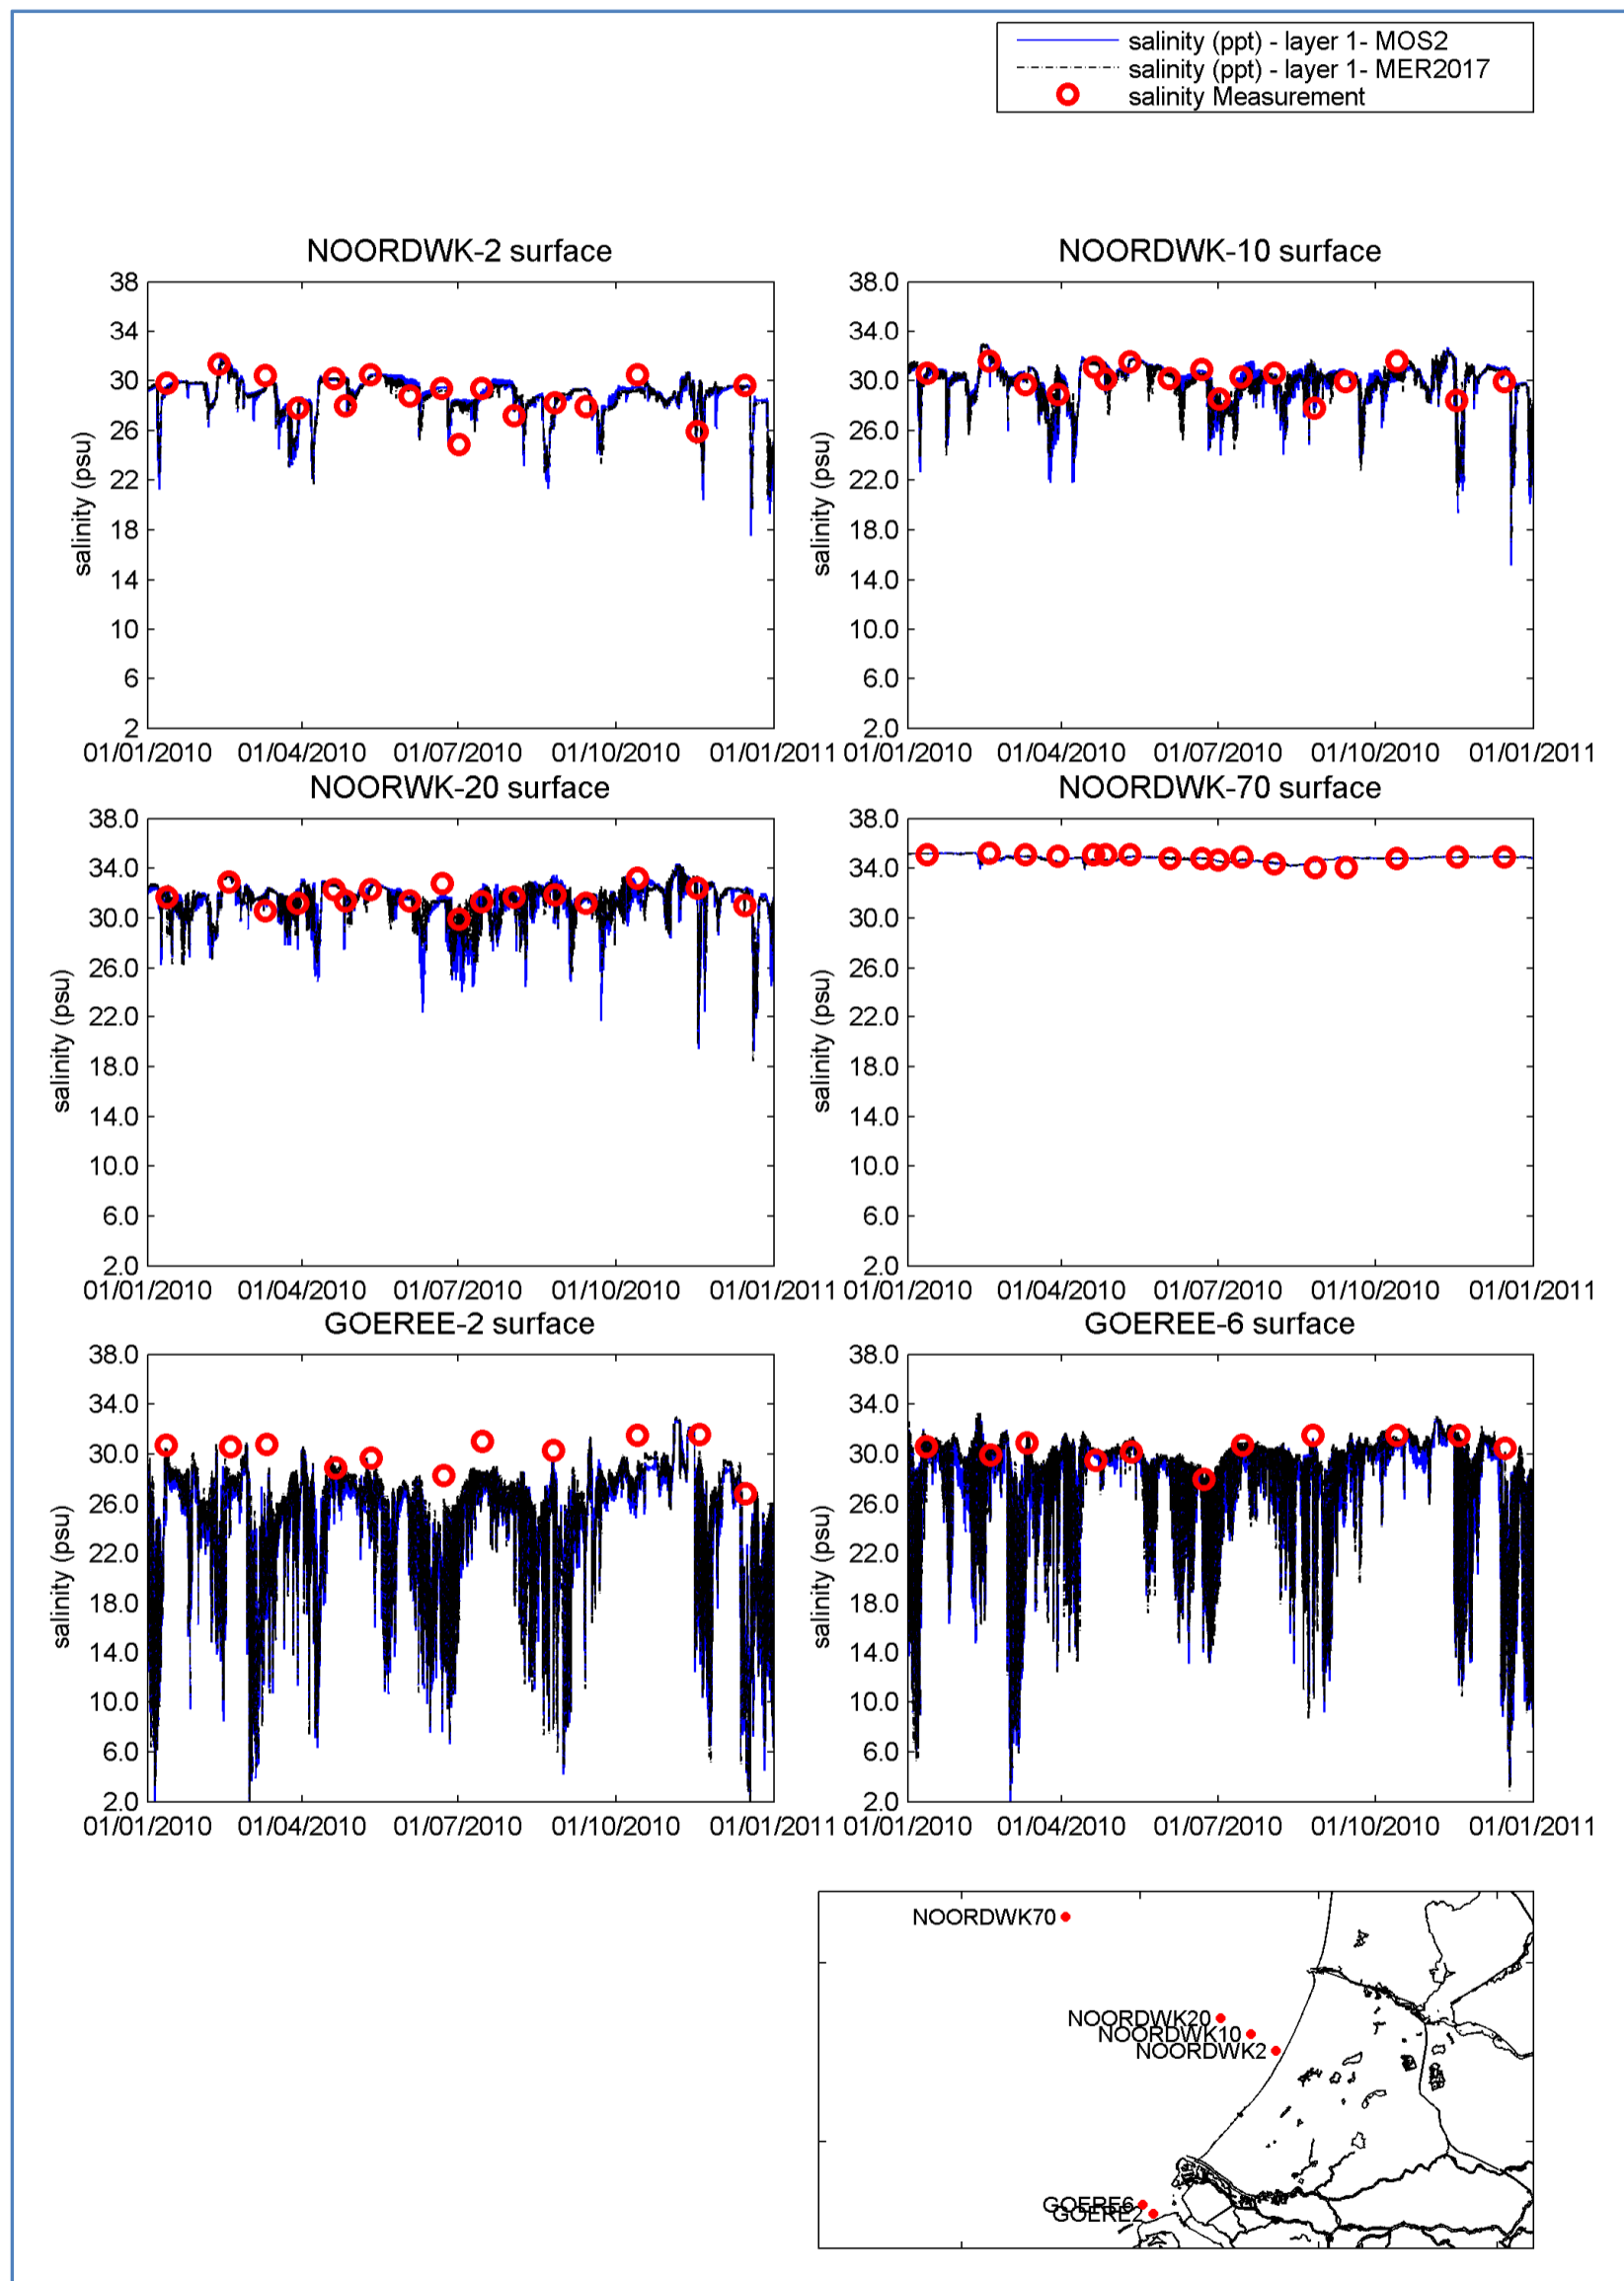 salinity (ppt) - layer 1- MOS2
salinity (ppt) - layer 1- MER2017
salinity Measurement
NOORDWK-2 surface
38
34
30
26
22
18
14
10
6
2
salinity (psu)
01/01/2010 01/04/2010 01/07/2010 01/10/2010 01/01/2011
NOORDWK-10 surface
38.0
34.0
30.0
26.0
22.0
18.0
14.0
10.0
6.0
2.0
salinity (psu)
01/01/2010 01/04/2010 01/07/2010 01/10/2010 01/01/2011
NOORWK-20 surface
38.0
34.0
30.0
26.0
22.0
18.0
14.0
10.0
6.0
2.0
salinity (psu)
01/01/2010 01/04/2010 01/07/2010 01/10/2010 01/01/2011
NOORDWK-70 surface
38.0
34.0
30.0
26.0
22.0
18.0
14.0
10.0
6.0
2.0
salinity (psu)
01/01/2010 01/04/2010 01/07/2010 01/10/2010 01/01/2011
GOEREE-2 surface
38.0
34.0
30.0
26.0
22.0
18.0
14.0
10.0
6.0
2.0
salinity (psu)
01/01/2010 01/04/2010 01/07/2010 01/10/2010 01/01/2011
GOEREE-6 surface
38.0
34.0
30.0
26.0
22.0
18.0
14.0
10.0
6.0
2.0
salinity (psu)
01/01/2010 01/04/2010 01/07/2010 01/10/2010 01/01/2011
NOORDWK70
NOORDWK20
NOORDWK10
NOORDWK2
GOERE6
GOERE2